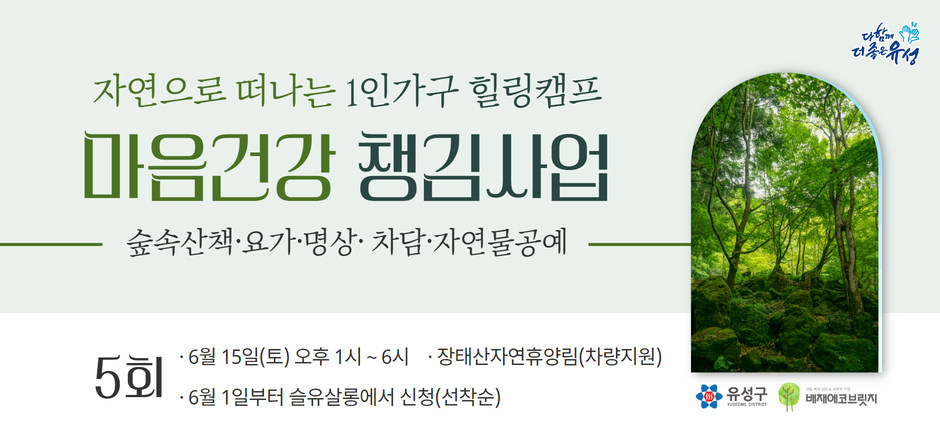 다함께
더 좋은 유성
자연으로 떠나는 1인가구 힐링캠프
마음건강 챙김사업
숲속산책·요가·명상· 차담·자연물공예
5회
· 6월 15일(토) 오후 1시 ~ 6시 · 장태산자연휴양림(차량지원)
· 6월 1일부터 슬유살롱에서 신청(선착순)
유성구
YUSEONG DISTRICT
배재에코브릿지